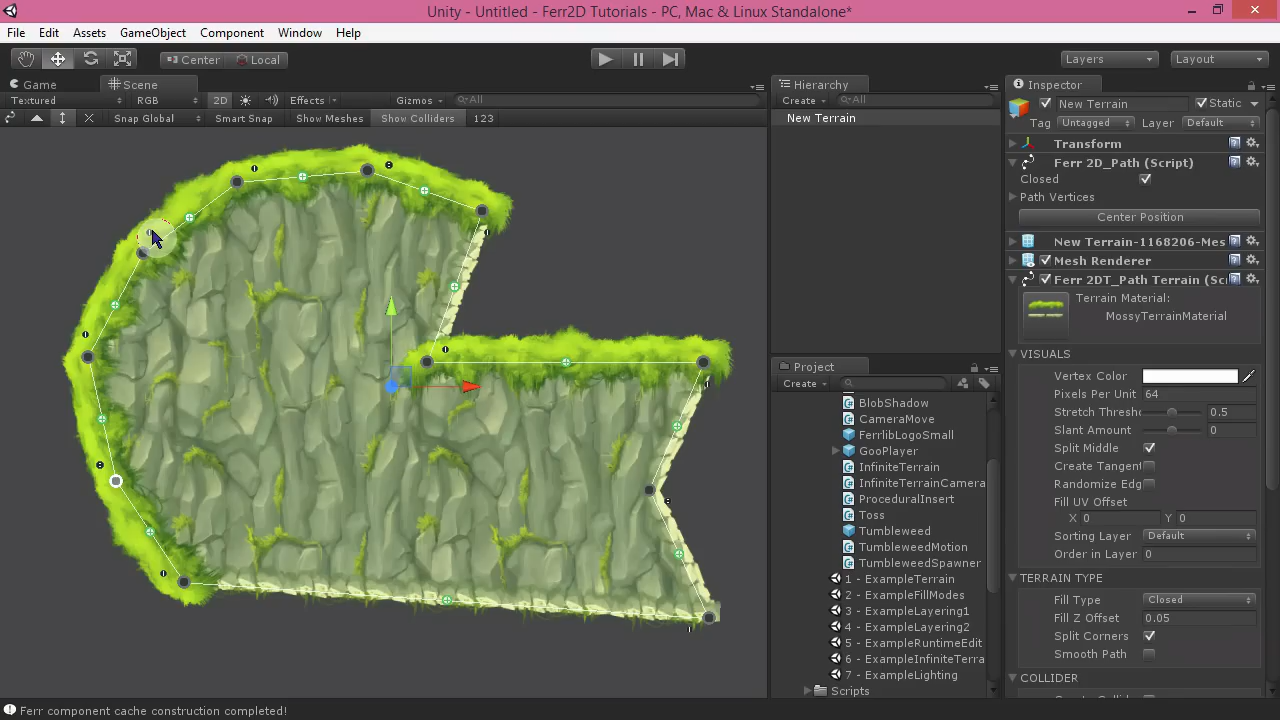 Unity - Untitled - Ferr2D Tutorials - PC, Mac & Linux Standalone*
File Edit Assets GameObject Component Window Help
Center Local Layers Layout
Game Scene
Textured RGB 2D Effects Gizmos All
Snap Global Smart Snap Show Meshes Show Colliders 123
Hierarchy
Create All
New Terrain
Project
Create
BlobShadow
CameraMove
FerrlibLogoSmall
GooPlayer
InfiniteTerrain
InfiniteTerrainCamera
ProceduralInsert
Toss
Tumbleweed
TumbleweedMotion
TumbleweedSpawner
1 - ExampleTerrain
2 - ExampleFillModes
3 - ExampleLayering1
4 - ExampleLayering2
5 - ExampleRuntimeEdit
6 - ExampleInfiniteTerra
7 - ExampleLighting
Scripts
Inspector
New Terrain Static
Tag Untagged Layer Default
Transform
Ferr 2D_Path (Script)
Closed
Path Vertices
Center Position
New Terrain-1168206-Mes
Mesh Renderer
Ferr 2DT_Path Terrain (Sc
Terrain Material:
MossyTerrainMaterial
VISUALS
Vertex Color
Pixels Per Unit 64
Stretch Thresho 0.5
Slant Amount 0
Split Middle
Create Tangent
Randomize Edg
Fill UV Offset
X 0 Y 0
Sorting Layer Default
Order in Layer 0
TERRAIN TYPE
Fill Type Closed
Fill Z Offset 0.05
Split Corners
Smooth Path
COLLIDER
Ferr component cache construction completed!